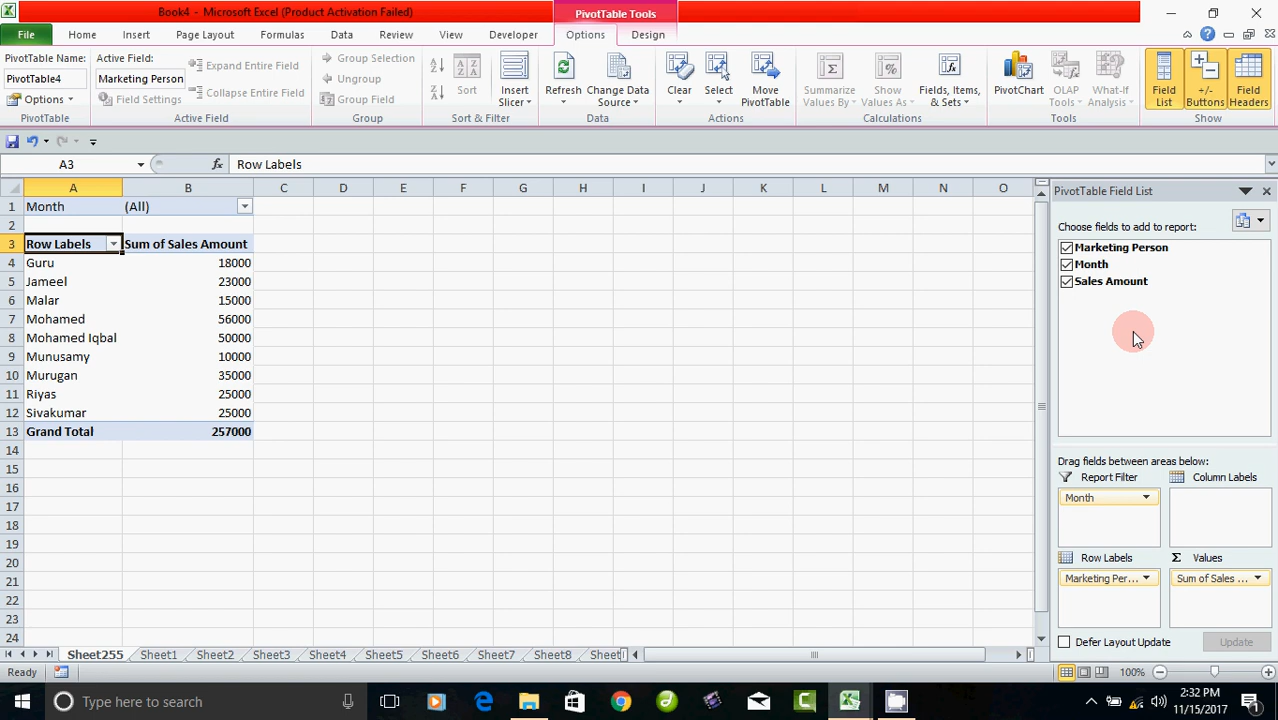 Book4 - Microsoft Excel (Product Activation Failed)
PivotTable Tools
File Home Insert Page Layout Formulas Data Review View Developer Options Design
PivotTable Name:
PivotTable4
Options
PivotTable
Active Field:
Marketing Person
Field Settings
Expand Entire Field
Collapse Entire Field
Active Field
Group Selection
Ungroup
Group Field
Group
Sort
Insert
Slicer
Sort & Filter
Refresh
Change Data
Source
Data
Clear
Select
Move
PivotTable
Actions
Summarize
Values By
Show
Values As
Fields, Items,
& Sets
Calculations
PivotChart
OLAP
Tools
What-If
Analysis
Tools
Field
List
+/-
Buttons
Field
Headers
Show
A3 fx Row Labels
A B C D E F G H I J K L M N O
1 Month (All)
2
3 Row Labels Sum of Sales Amount
4 Guru 18000
5 Jameel 23000
6 Malar 15000
7 Mohamed 56000
8 Mohamed Iqbal 50000
9 Munusamy 10000
10 Murugan 35000
11 Riyas 25000
12 Sivakumar 25000
13 Grand Total 257000
14
15
16
17
18
19
20
21
22
23
24
PivotTable Field List
Choose fields to add to report:
Marketing Person
Month
Sales Amount
Drag fields between areas below:
Report Filter
Column Labels
Month
Row Labels
Σ Values
Marketing Per...
Sum of Sales ...
Defer Layout Update
Update
Sheet255 Sheet1 Sheet2 Sheet3 Sheet4 Sheet5 Sheet6 Sheet7 Sheet8 Sheet
Ready
100%
Type here to search
2:32 PM
11/15/2017
1